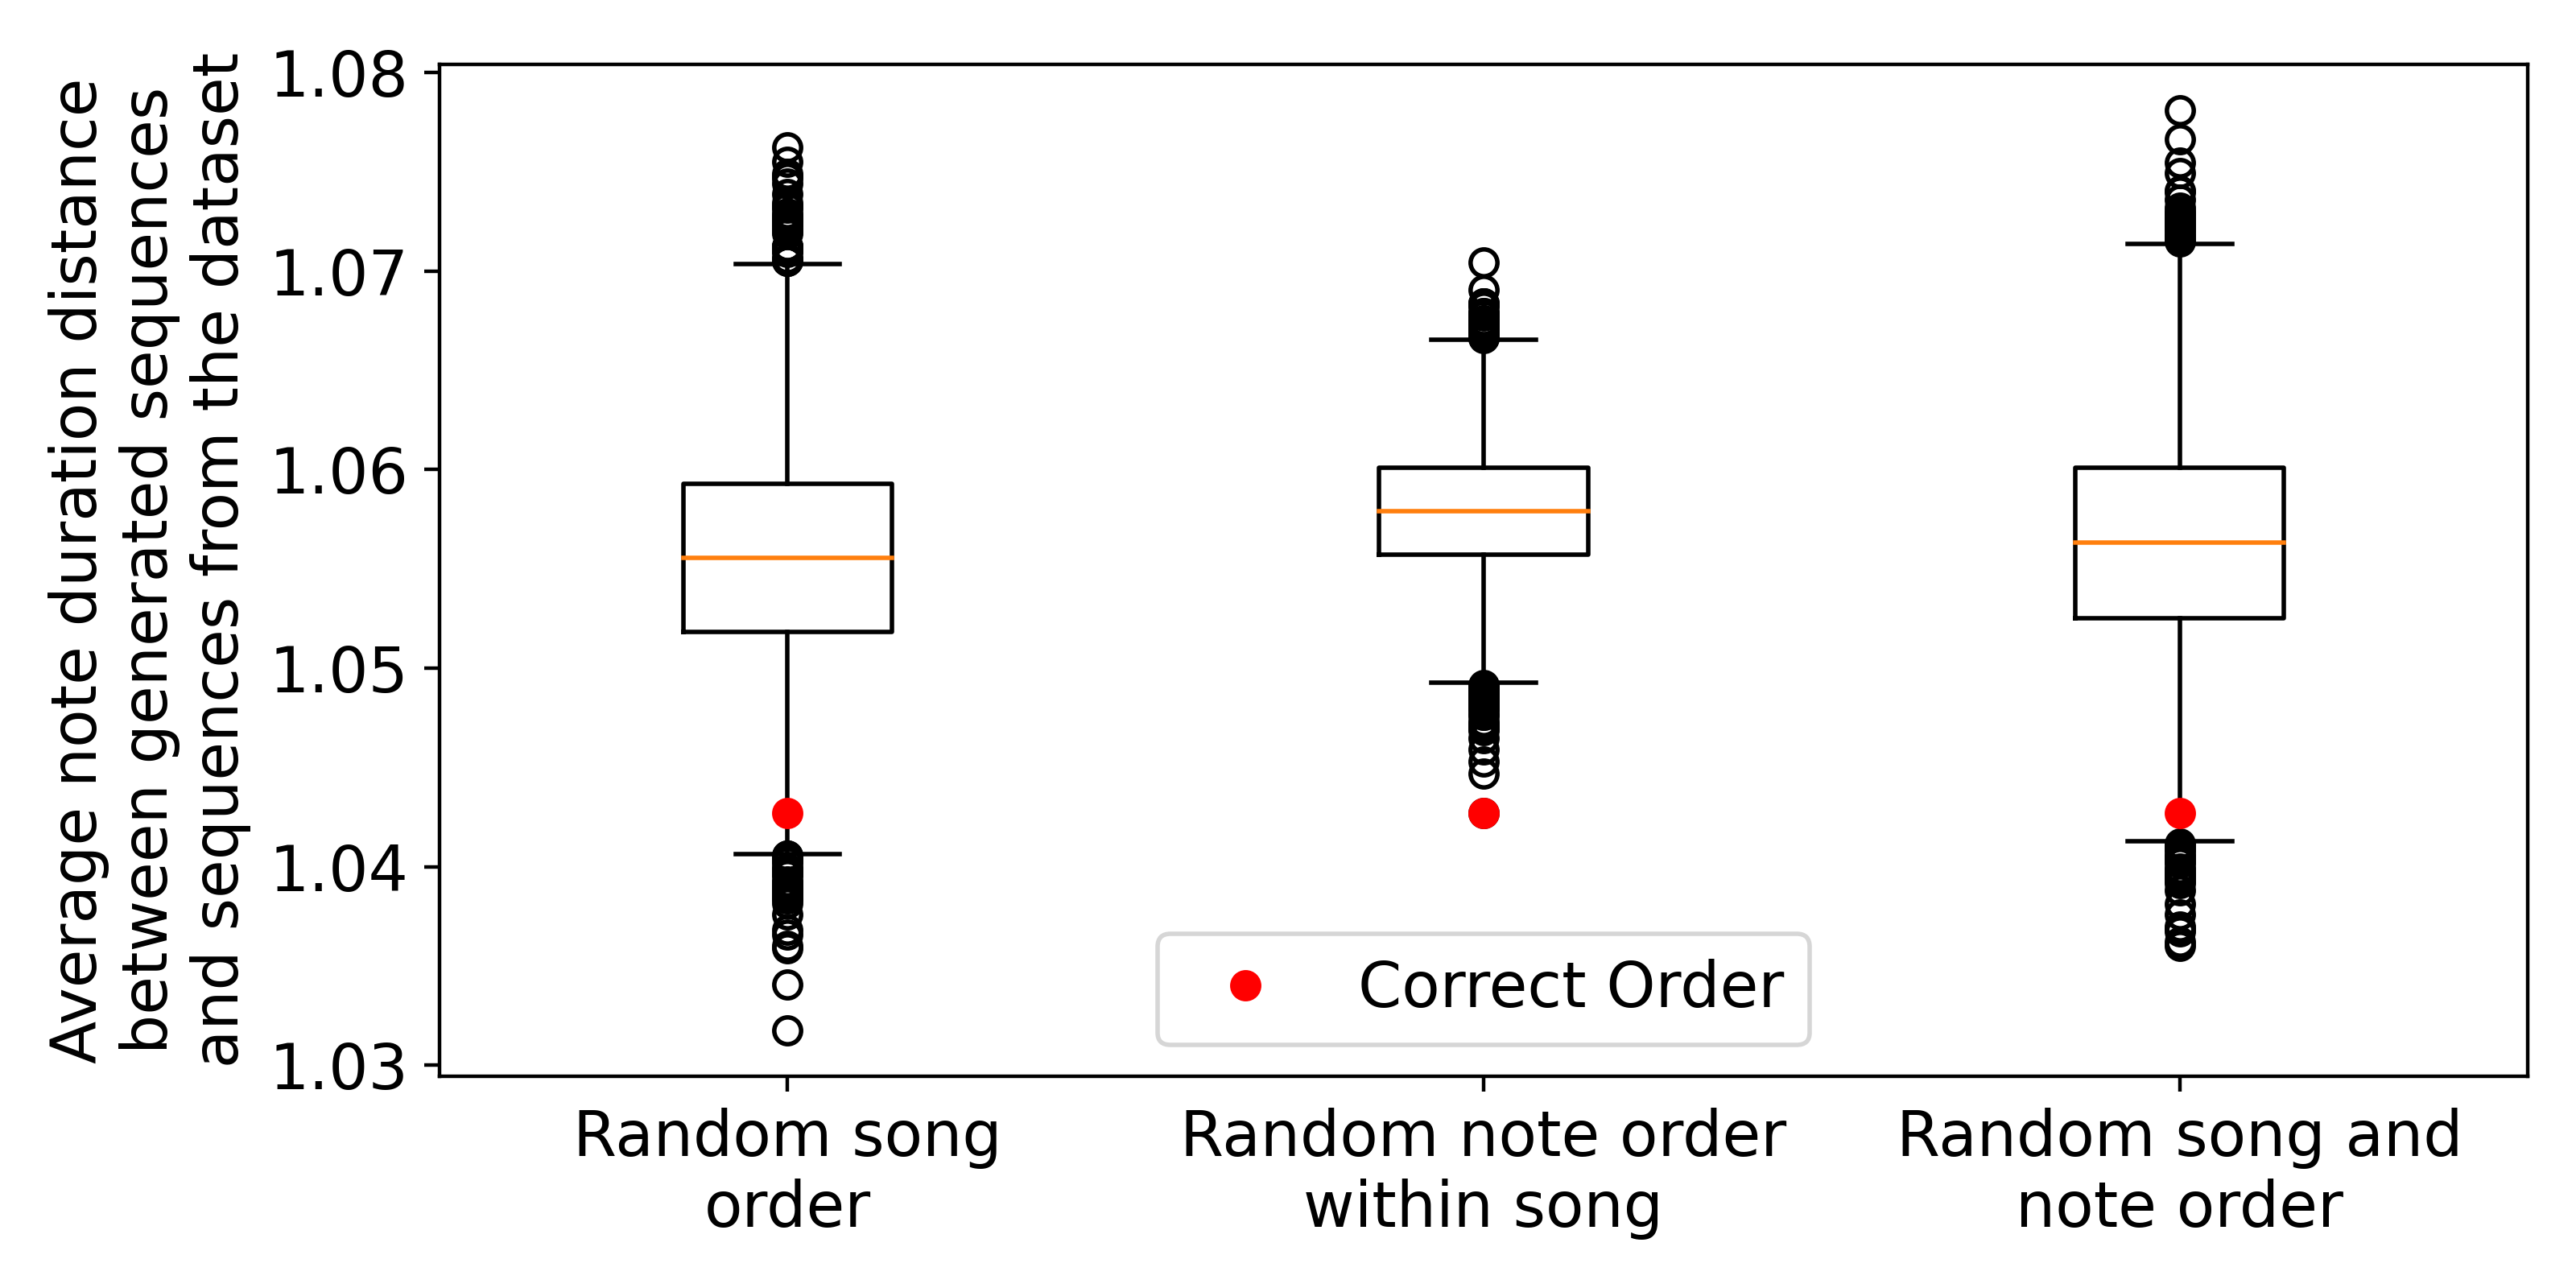 Average note duration distance
between generated sequences
and sequences from the dataset
1.08
1.07
1.06
1.05
1.04
1.03
Correct Order
Random song
order
Random note order
within song
Random song and
note order